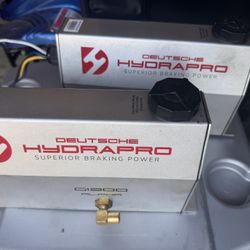 DEUTSCHE
HYDRAPRO
SUPERIOR BRAKING POWER
DEUTSCHE
HYDRAPRO
SUPERIOR BRAKING POWER